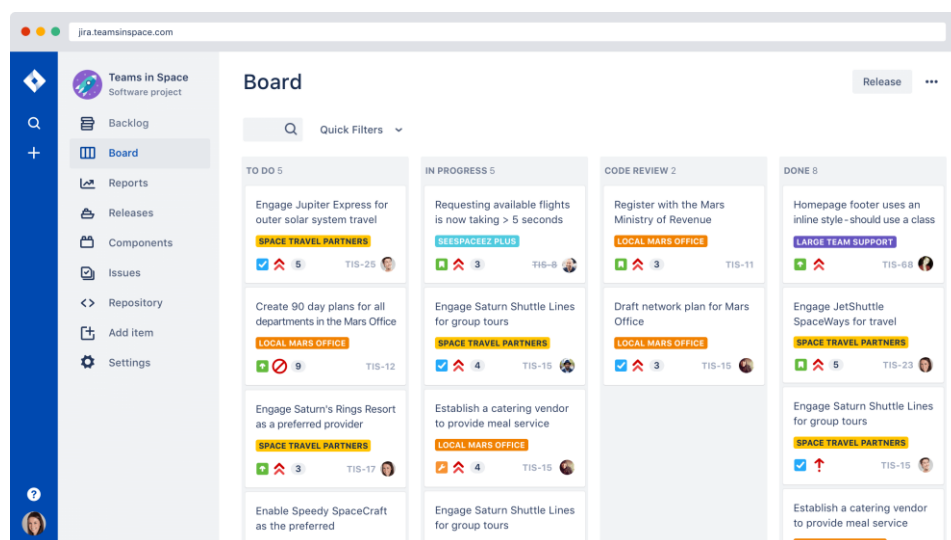 jira.teamsinspace.com
Teams in Space
Software project
Backlog
Board
Reports
Releases
Components
Issues
Repository
Add item
Settings
Board
Release
Quick Filters
TO DO 5
Engage Jupiter Express for
outer solar system travel
SPACE TRAVEL PARTNERS
5
TIS-25
Create 90 day plans for all
departments in the Mars Office
LOCAL MARS OFFICE
9
TIS-12
Engage Saturn's Rings Resort
as a preferred provider
SPACE TRAVEL PARTNERS
3
TIS-17
Enable Speedy SpaceCraft
as the preferred
IN PROGRESS 5
Requesting available flights
is now taking > 5 seconds
SEESPACEEZ PLUS
3
TIS-8
Engage Saturn Shuttle Lines
for group tours
SPACE TRAVEL PARTNERS
4
TIS-15
Establish a catering vendor
to provide meal service
LOCAL MARS OFFICE
4
TIS-15
Engage Saturn Shuttle Lines
for group tours
CODE REVIEW 2
Register with the Mars
Ministry of Revenue
LOCAL MARS OFFICE
3
TIS-11
Draft network plan for Mars
Office
LOCAL MARS OFFICE
3
TIS-15
DONE 8
Homepage footer uses an
inline style-should use a class
LARGE TEAM SUPPORT
TIS-68
Engage JetShuttle
SpaceWays for travel
SPACE TRAVEL PARTNERS
5
TIS-23
Engage Saturn Shuttle Lines
for group tours
SPACE TRAVEL PARTNERS
TIS-15
Establish a catering vendor
to provide meal service
?